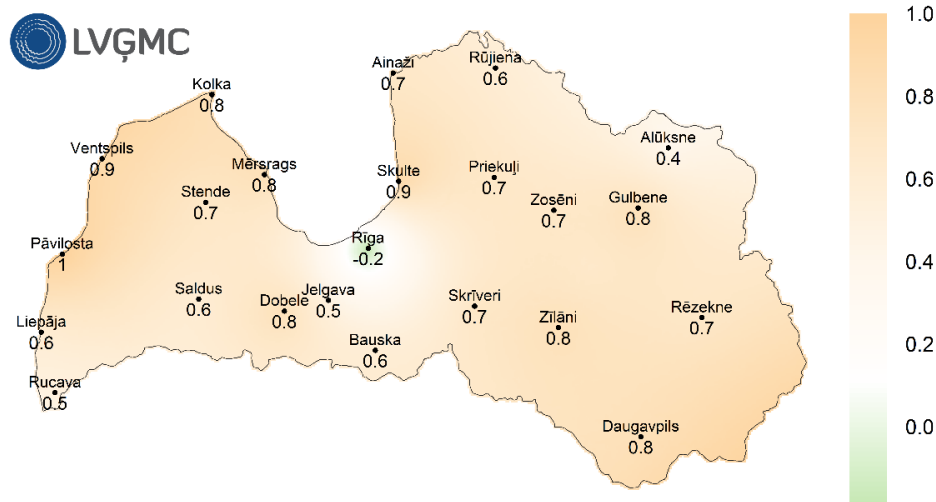 LVĢMC
1.0
0.8
0.6
0.4
0.2
0.0
Ainaži
0.7
Rūjiena
0.6
Kolka
0.8
Alūksne
0.4
Ventspils
0.9
Mērsrags
0.8
Skulte
0.9
Priekuļi
0.7
Stende
0.7
Zosēni
0.7
Gulbene
0.8
Rīga
-0.2
Pāvilosta
1
Saldus
0.6
Dobele
0.8
Jelgava
0.5
Skrīveri
0.7
Zīlāni
0.8
Rēzekne
0.7
Liepāja
0.6
Bauska
0.6
Rucava
0.5
Daugavpils
0.8